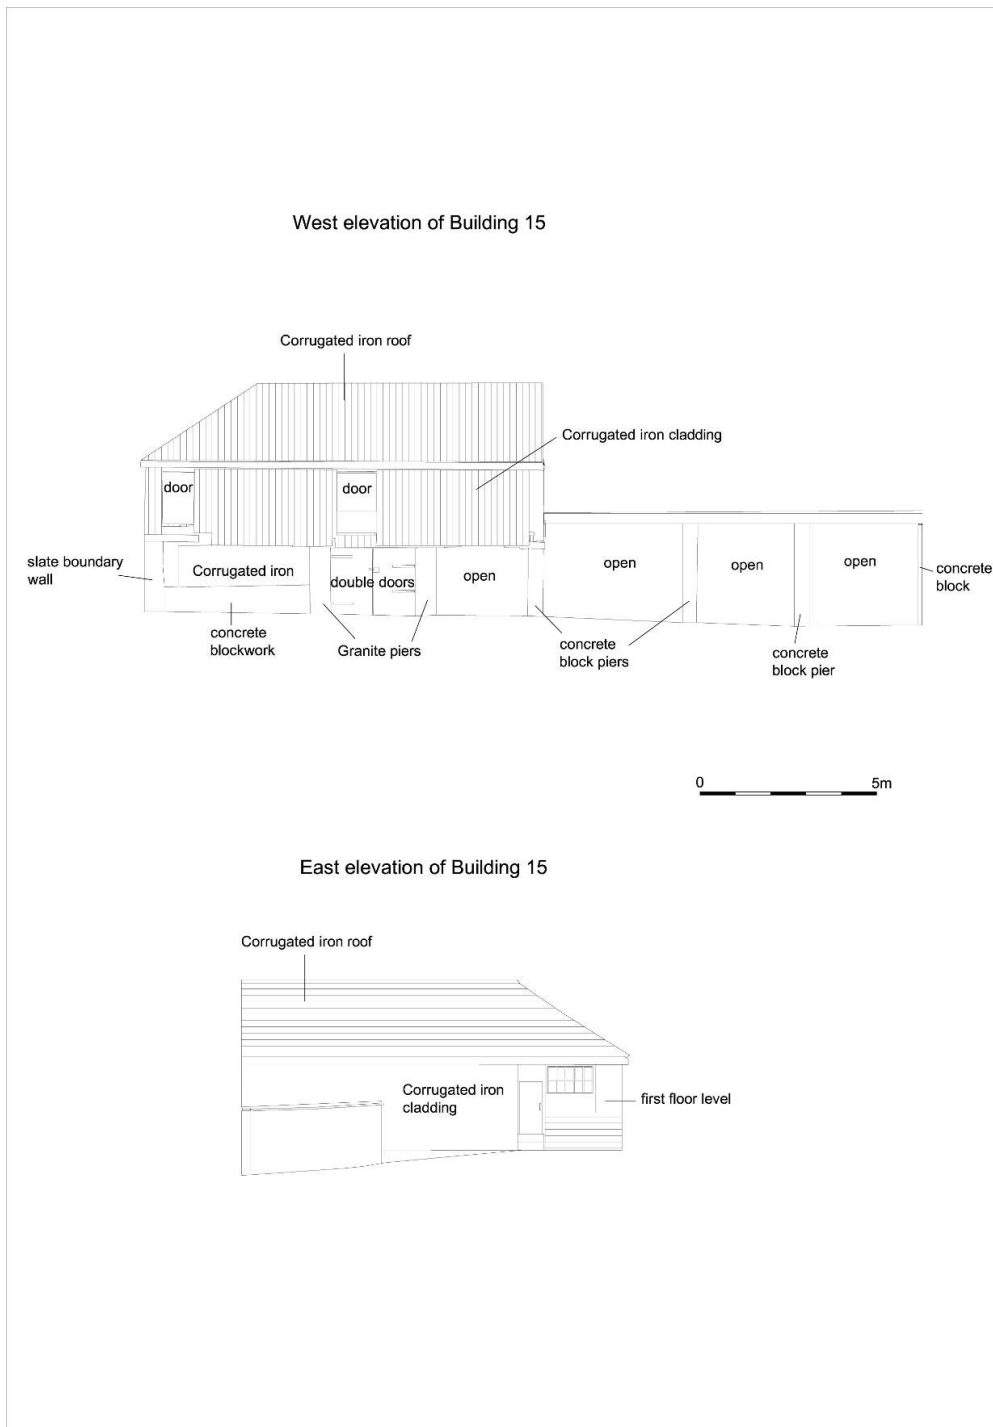 West elevation of Building 15
Corrugated iron roof
Corrugated iron cladding
door
door
slate boundary
wall
Corrugated iron
double doors
open
open
open
open
concrete
block
concrete
blockwork
Granite piers
concrete
block piers
concrete
block pier
0
5m
East elevation of Building 15
Corrugated iron roof
Corrugated iron
cladding
first floor level